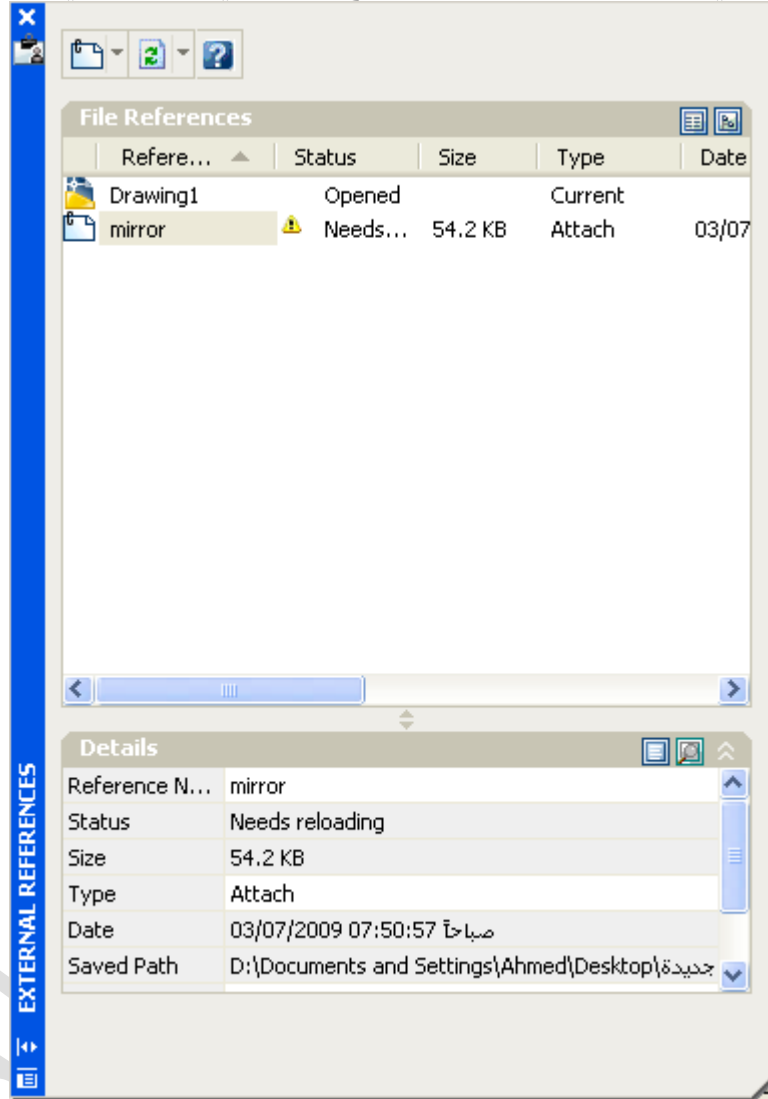 File References
Refere... Status Size Type Date
Drawing1 Opened Current
mirror Needs... 54.2 KB Attach 03/07
Details
Reference N... mirror
Status Needs reloading
Size 54.2 KB
Type Attach
Date 03/07/2009 07:50:57 صباحاً
Saved Path D:\Documents and Settings\Ahmed\Desktop\جديدة
EXTERNAL REFERENCES